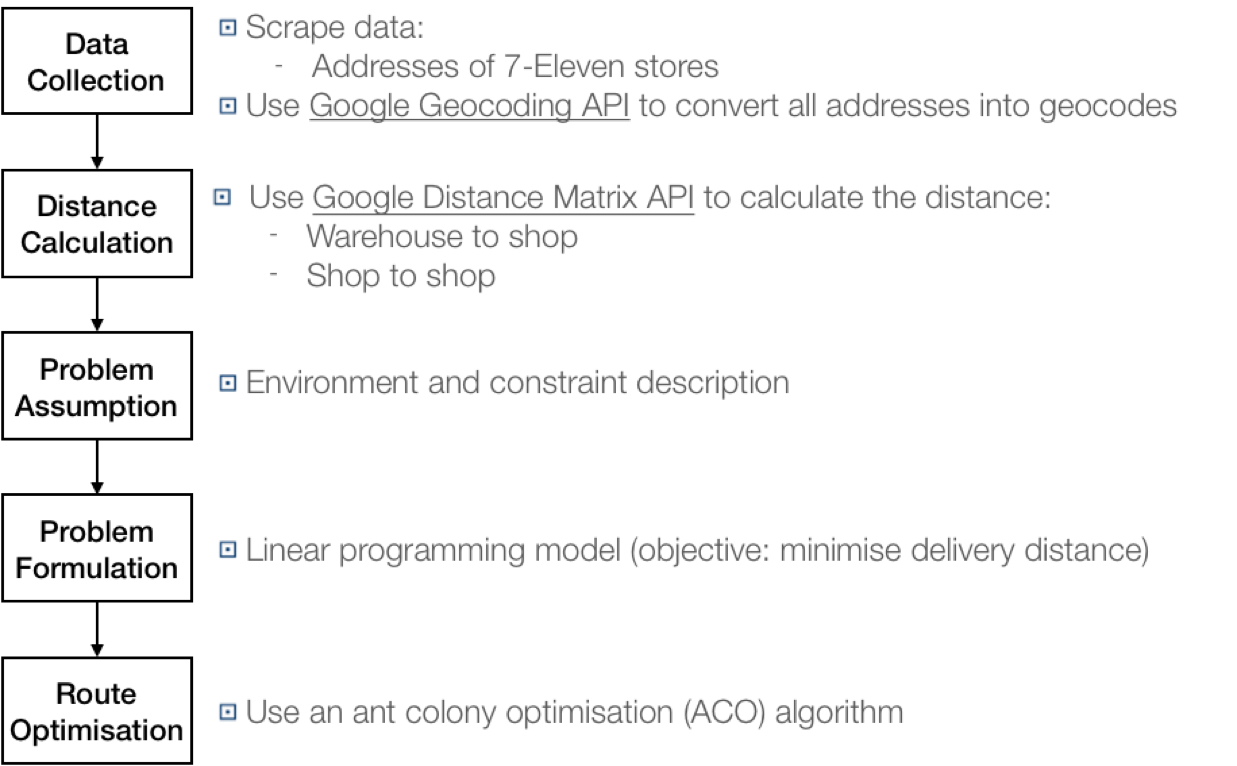 Data
Collection
Scrape data:
- Addresses of 7-Eleven stores
Use Google Geocoding API to convert all addresses into geocodes
Distance
Calculation
Use Google Distance Matrix API to calculate the distance:
- Warehouse to shop
- Shop to shop
Problem
Assumption
Environment and constraint description
Problem
Formulation
Linear programming model (objective: minimise delivery distance)
Route
Optimisation
Use an ant colony optimisation (ACO) algorithm